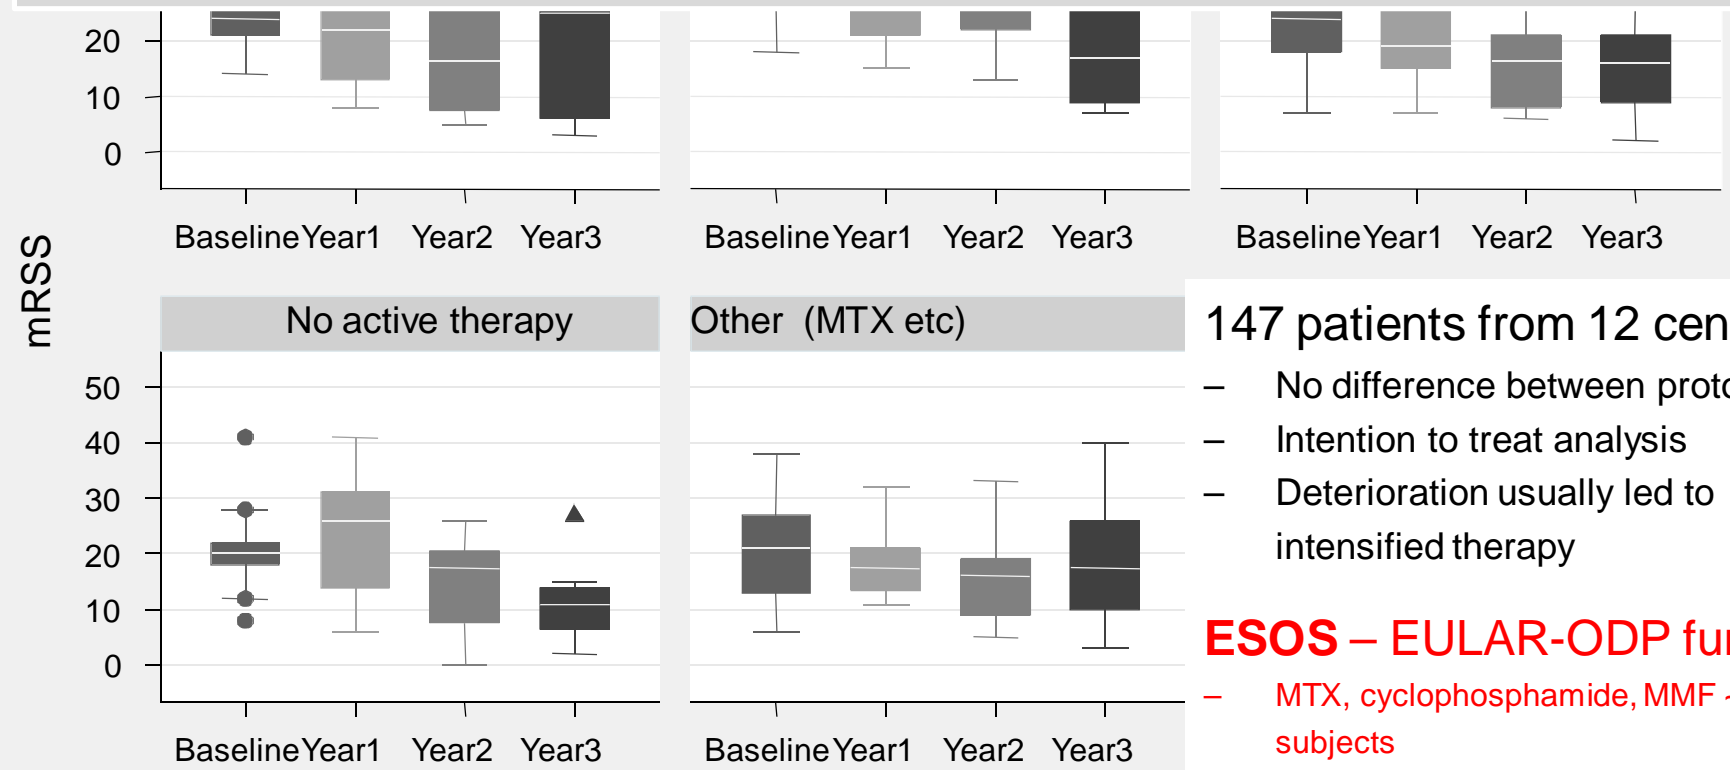 20
10
0
Baseline Year1 Year2 Year3
Baseline Year1 Year2 Year3
Baseline Year1 Year2 Year3
mRSS
No active therapy
Other (MTX etc)
50
40
30
20
10
0
Baseline Year1 Year2 Year3
Baseline Year1 Year2 Year3
147 patients from 12
– No difference between
– Intention to treat analysis
– Deterioration usually led to
intensified therapy
ESOS – EULAR-ODP
– MTX, cyclophosphamide, MMF
subjects